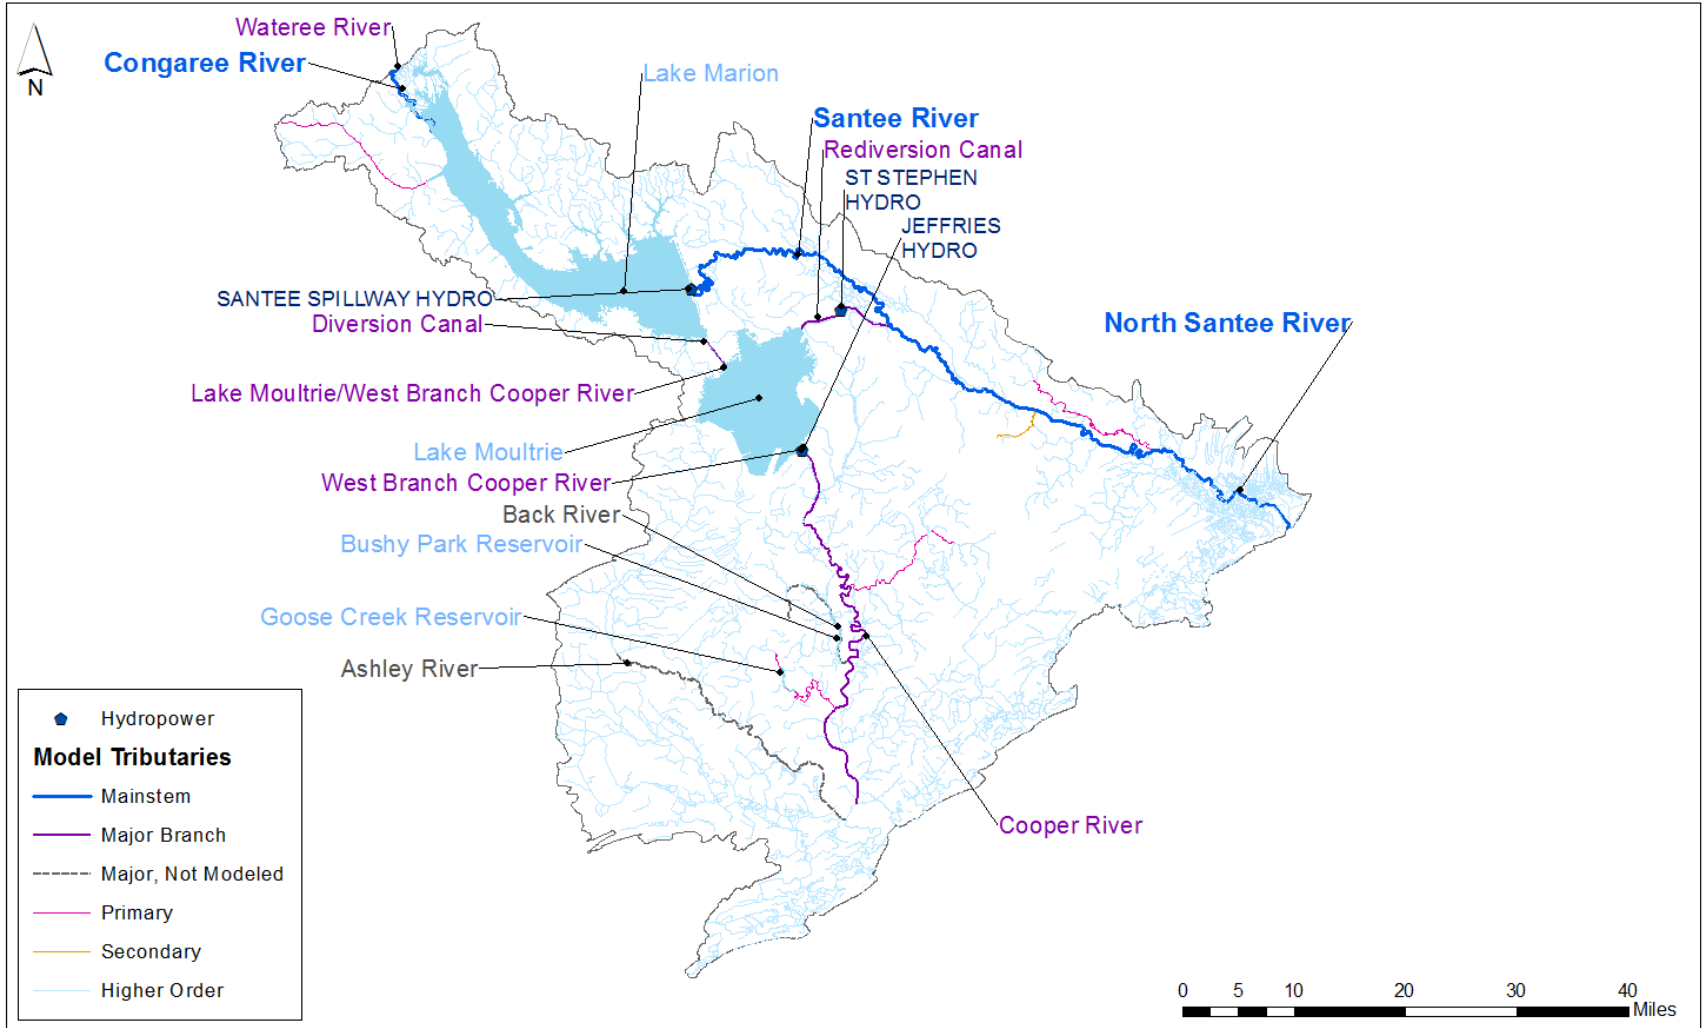 Wateree River
Congaree River
N
Lake Marion
Santee River
Rediversion Canal
ST STEPHEN
HYDRO
JEFFRIES
HYDRO
SANTEE SPILLWAY HYDRO
Diversion Canal
North Santee River
Lake Moultrie/West Branch Cooper River
Lake Moultrie
West Branch Cooper River
Back River
Bushy Park Reservoir
Goose Creek Reservoir
Ashley River
Cooper River
Hydropower
Model Tributaries
Mainstem
Major Branch
Major, Not Modeled
Primary
Secondary
Higher Order
0 5 10 20 30 40
Miles